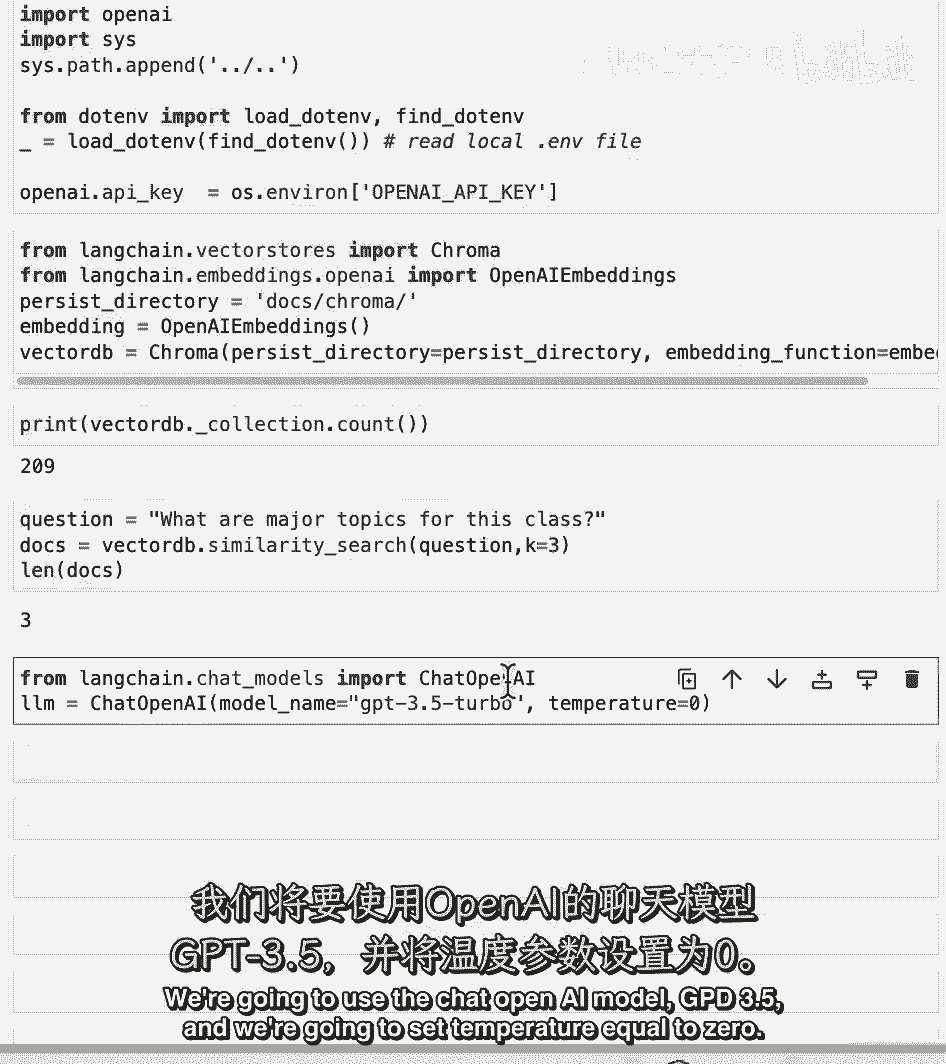 import openai
import sys
sys.path.append('../..')
from dotenv import load_dotenv, find_dotenv
_ = load_dotenv(find_dotenv()) # read local .env file
openai.api_key  = os.environ['OPENAI_API_KEY']
from langchain.vectorstores import Chroma
from langchain.embeddings.openai import OpenAIEmbeddings
persist_directory = 'docs/chroma/'
embedding = OpenAIEmbeddings()
vectordb = Chroma(persist_directory=persist_directory, embedding_function=embe
print(vectordb._collection.count())
209
question = "What are major topics for this class?"
docs = vectordb.similarity_search(question,k=3)
len(docs)
3
from langchain.chat_models import ChatOpenAI
llm = ChatOpenAI(model_name="gpt-3.5-turbo", temperature=0)
我们将要使用OpenAI的聊天模型
GPT-3.5，并将温度参数设置为0。
We're going to use the chat open AI model, GPD 3.5,
and we're going to set temperature equal to zero.